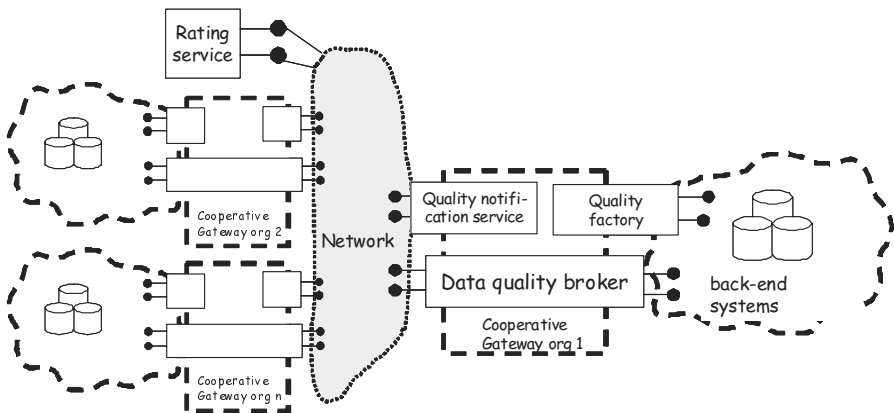 Rating
service
Cooperative
Gateway org 2
Network
Cooperative
Gateway org n
Quality notifi-
cation service
Quality
factory
Data quality broker
Cooperative
Gateway org 1
back-end
systems